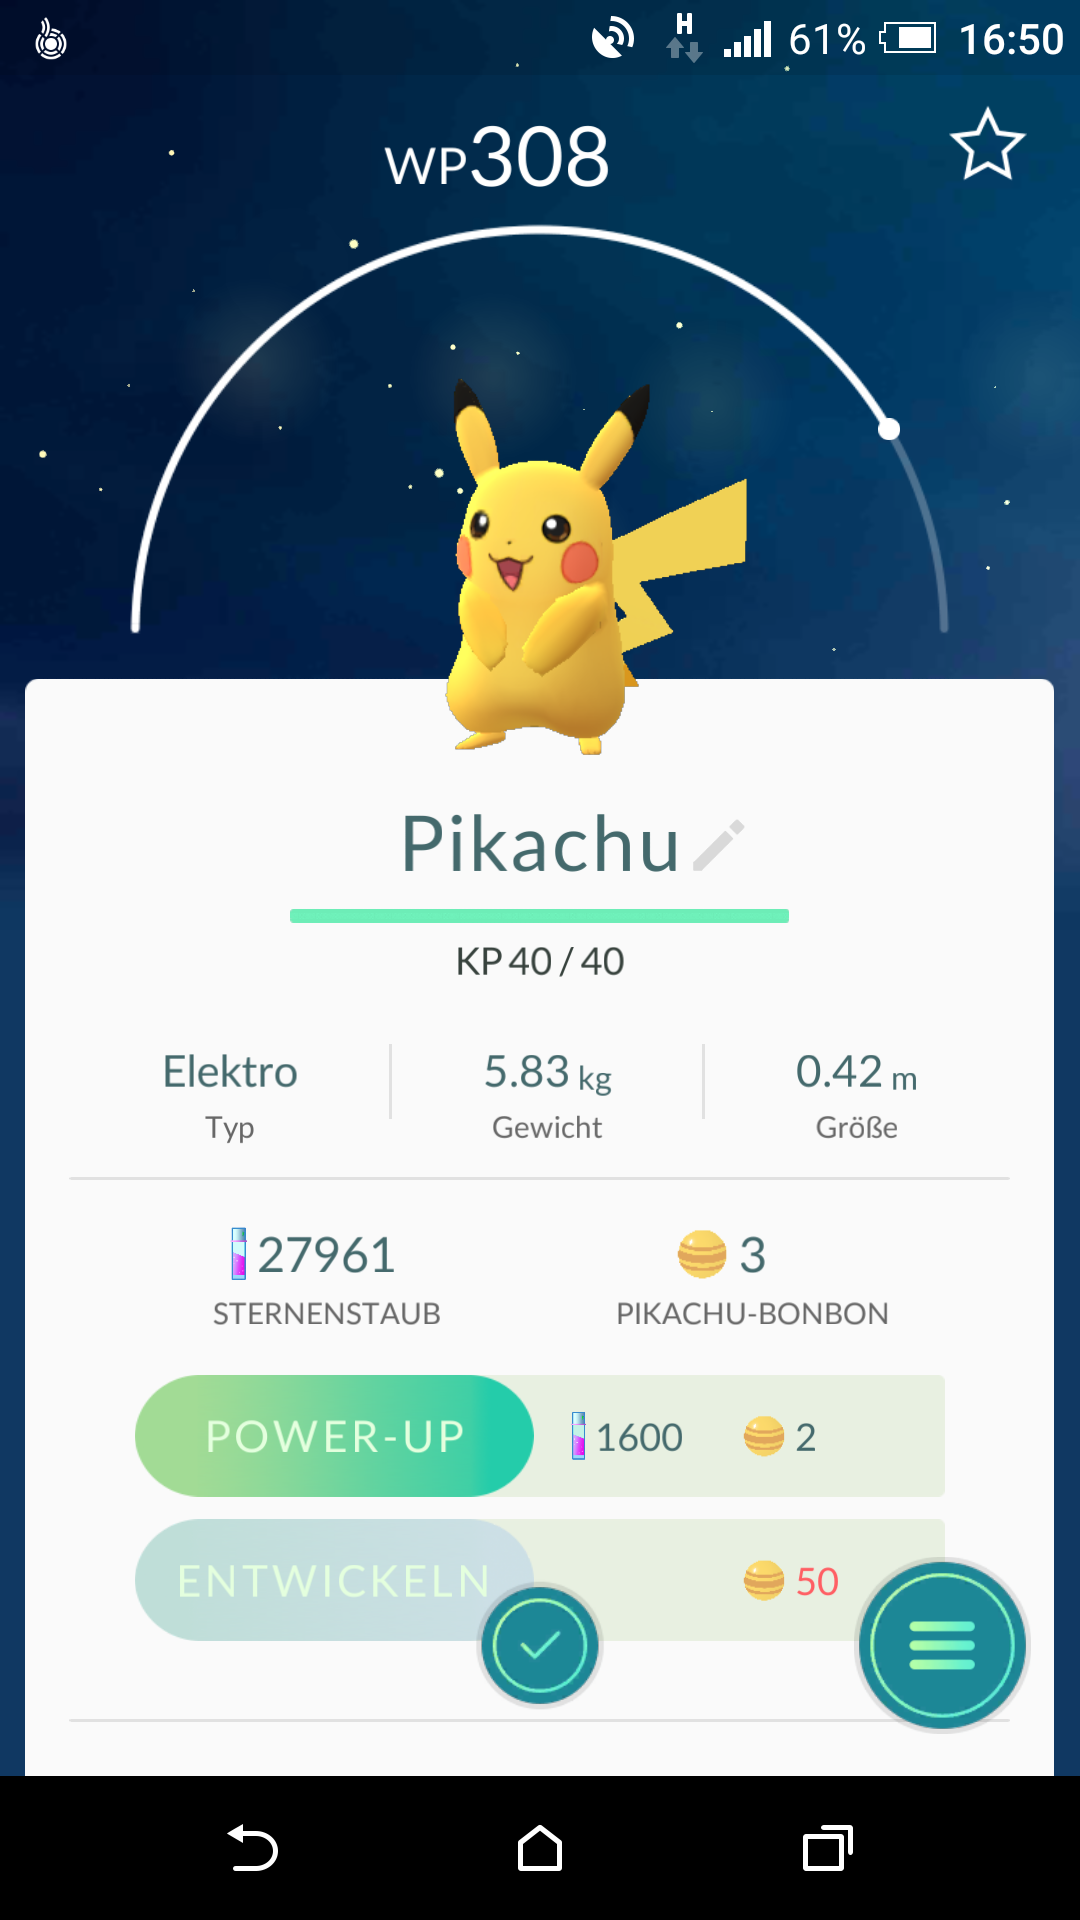 H 61% 16:50
WP308
Pikachu
KP 40 / 40
Elektro 5.83 kg 0.42 m
Typ Gewicht Größe
27961 3
STERNENSTAUB PIKACHU-BONBON
POWER-UP 1600 2
ENTWICKELN 50